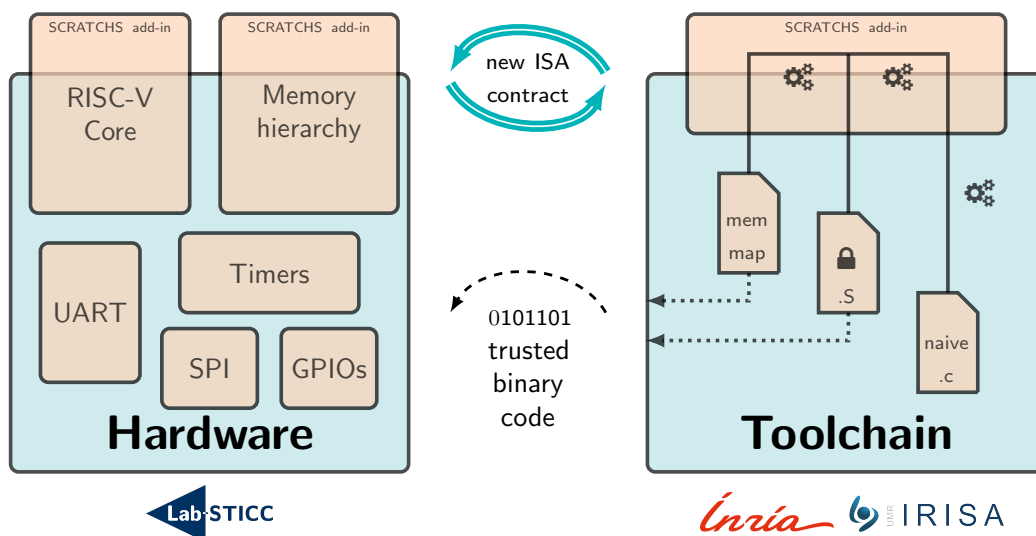 SCRATCHS add-in
RISC-V
Core
SCRATCHS add-in
Memory
hierarchy
UART
Timers
SPI
GPIOs
Hardware
Lab-STICC
new ISA
contract
0101101
trusted
binary
code
SCRATCHS add-in
mem
map
.S
naive
.c
Toolchain
Inria
UMR
IRISA